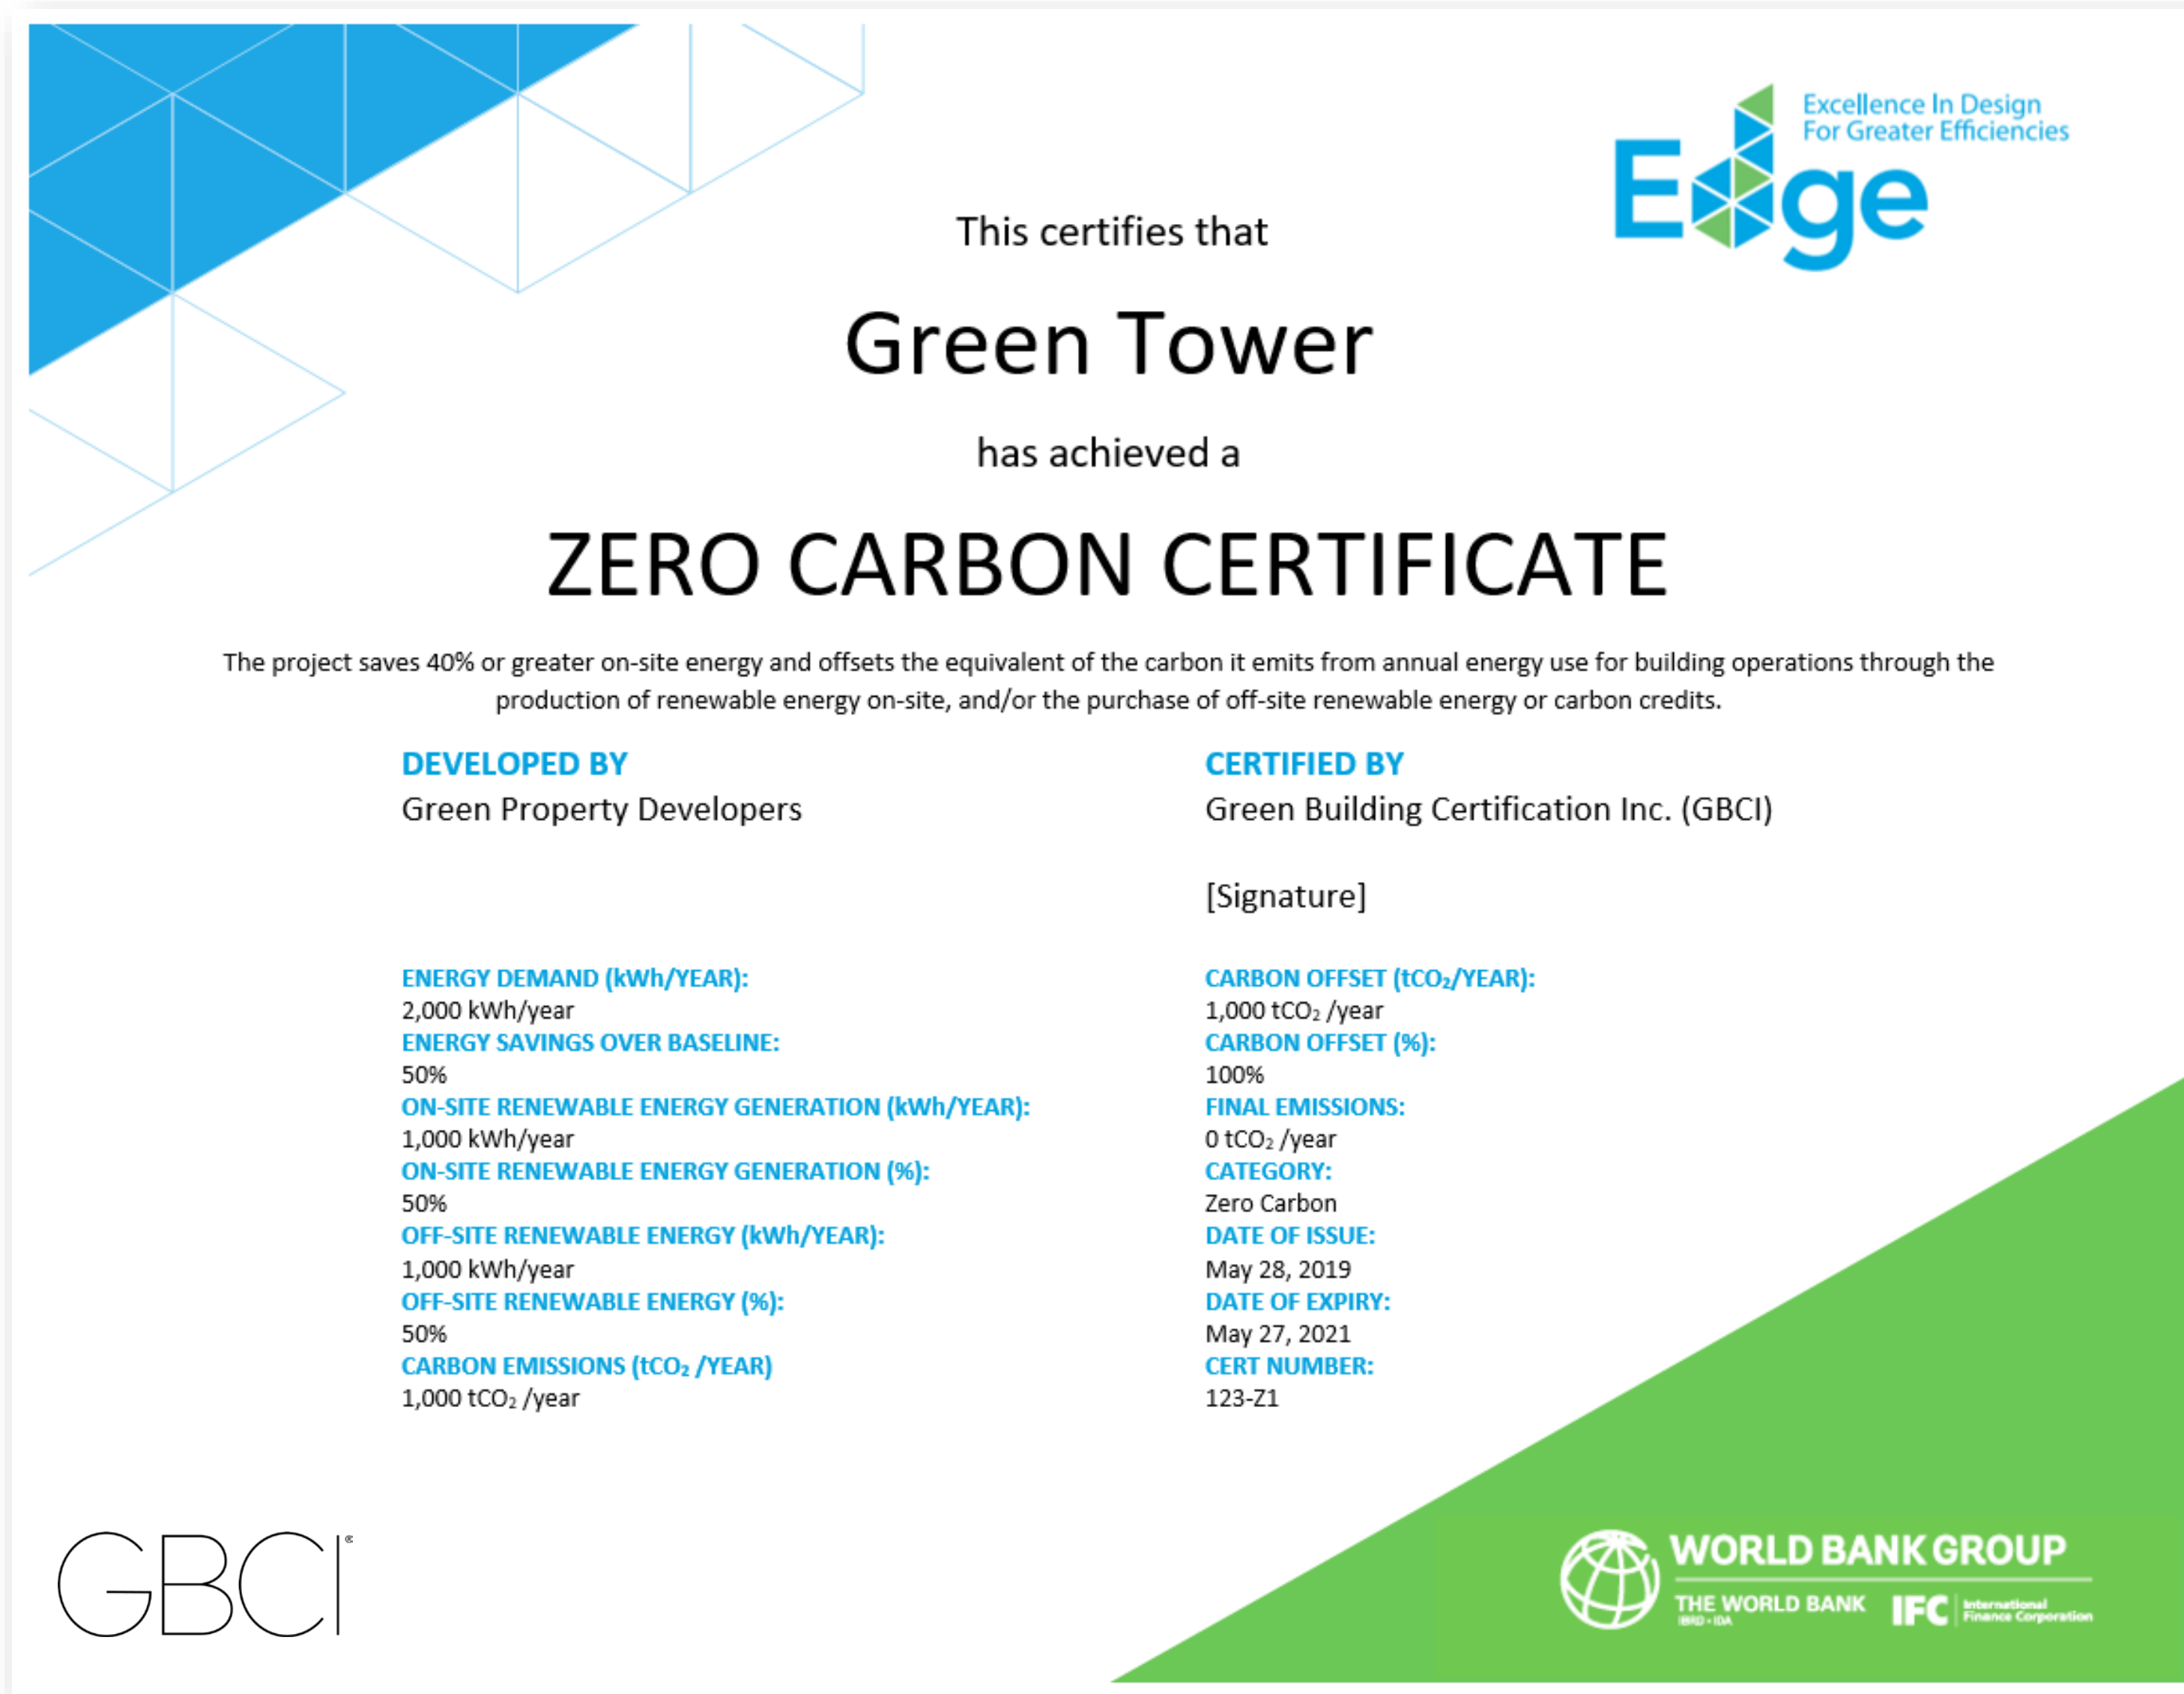 Edge
Excellence In Design
For Greater Efficiencies
This certifies that
Green Tower
has achieved a
ZERO CARBON CERTIFICATE
The project saves 40% or greater on-site energy and offsets the equivalent of the carbon it emits from annual energy use for building operations through the
production of renewable energy on-site, and/or the purchase of off-site renewable energy or carbon credits.
DEVELOPED BY
Green Property Developers
CERTIFIED BY
Green Building Certification Inc. (GBCI)
[Signature]
ENERGY DEMAND (kWh/YEAR):
2,000 kWh/year
ENERGY SAVINGS OVER BASELINE:
50%
ON-SITE RENEWABLE ENERGY GENERATION (kWh/YEAR):
1,000 kWh/year
ON-SITE RENEWABLE ENERGY GENERATION (%):
50%
OFF-SITE RENEWABLE ENERGY (kWh/YEAR):
1,000 kWh/year
OFF-SITE RENEWABLE ENERGY (%):
50%
CARBON EMISSIONS (tCO₂ /YEAR)
1,000 tCO₂ /year
CARBON OFFSET (tCO₂/YEAR):
1,000 tCO₂ /year
CARBON OFFSET (%):
100%
FINAL EMISSIONS:
0 tCO₂ /year
CATEGORY:
Zero Carbon
DATE OF ISSUE:
May 28, 2019
DATE OF EXPIRY:
May 27, 2021
CERT NUMBER:
123-Z1
GBCI®
WORLD BANK GROUP
THE WORLD BANK
IBRD • IDA
IFC
International
Finance Corporation